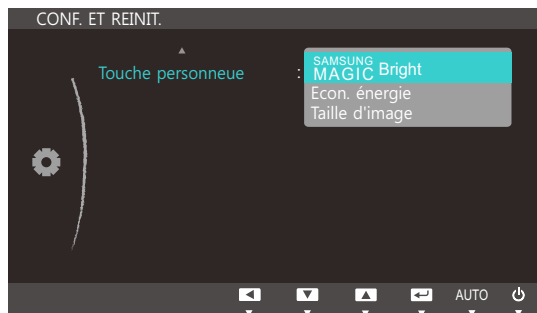 CONF. ET REINIT.
Touche personneue : SAMSUNG MAGIC Bright
Econ. énergie
Taille d'image
AUTO